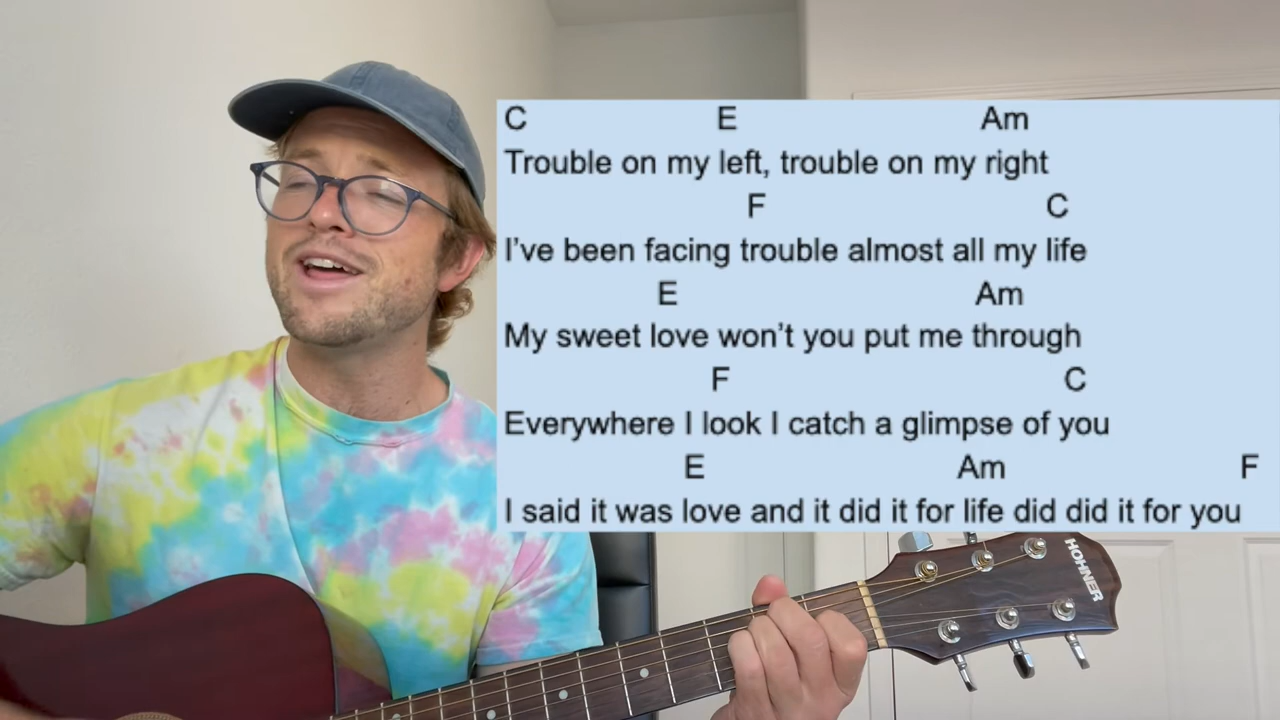 C E Am
Trouble on my left, trouble on my right
F C
I've been facing trouble almost all my life
E Am
My sweet love won't you put me through
F C
Everywhere I look I catch a glimpse of you
E Am F
I said it was love and it did it for life did did it for you
HOHNER